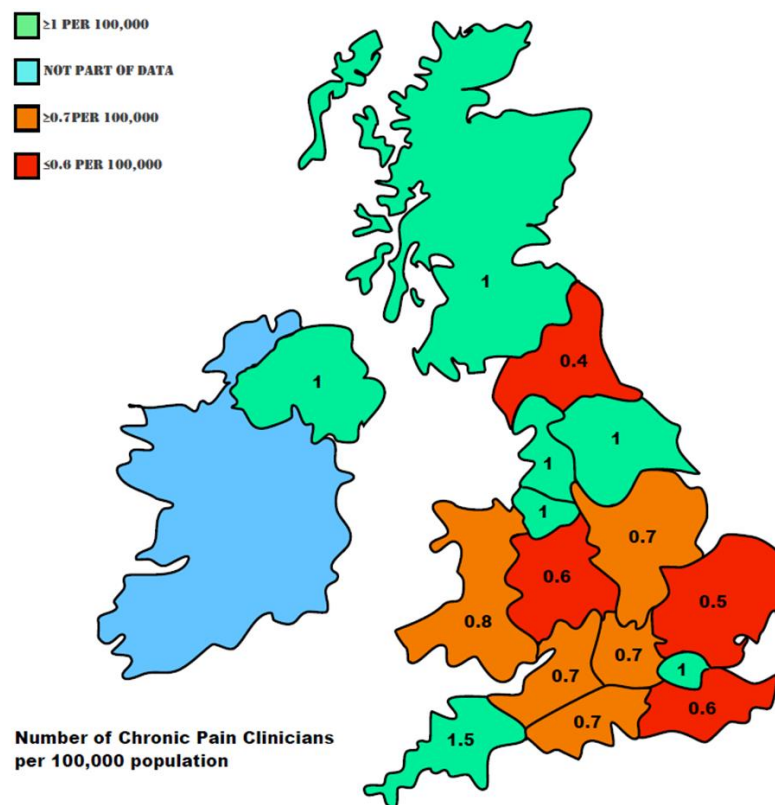 ≥1 PER 100,000
NOT PART OF DATA
≥0.7PER 100,000
≤0.6 PER 100,000
1
0.4
1
1
1
1
0.7
0.6
0.5
0.8
0.7
0.7
1
0.6
0.7
1.5
Number of Chronic Pain Clinicians
per 100,000 population